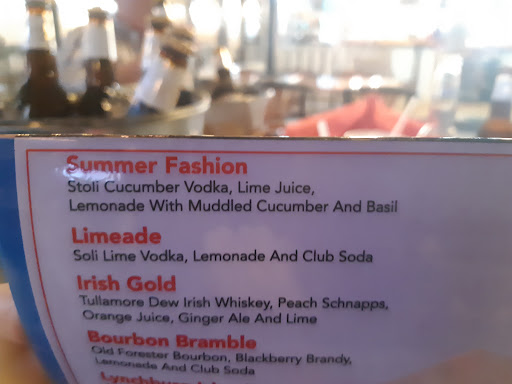 Summer Fashion
Stoli Cucumber Vodka, Lime Juice,
Lemonade With Muddled Cucumber And Basil
Limeade
Soli Lime Vodka, Lemonade And Club Soda
Irish Gold
Tullamore Dew Irish Whiskey, Peach Schnapps,
Orange Juice, Ginger Ale And Lime
Bourbon Bramble
Old Forester Bourbon, Blackberry Brandy,
Lemonade And Club Soda